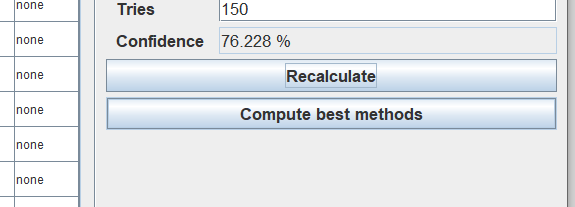 none
none
none
none
none
none
Tries 150
Confidence 76.228 %
Recalculate
Compute best methods